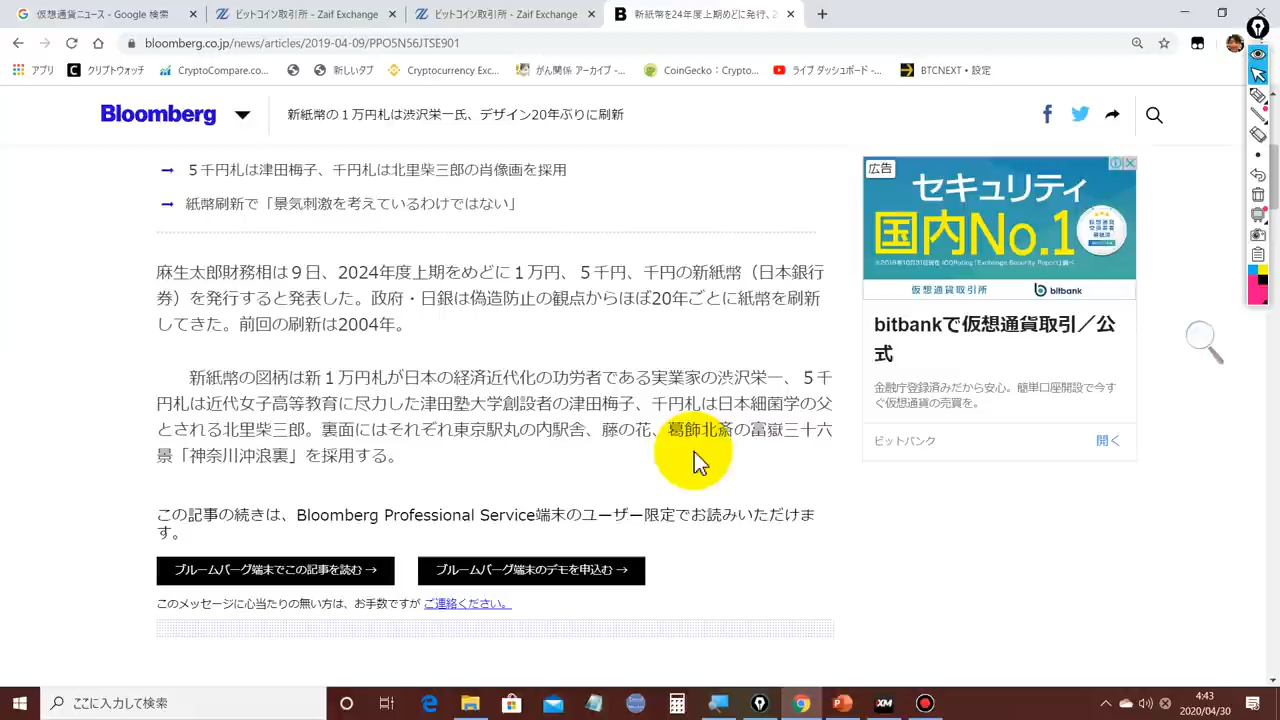 仮想通貨ニュース - Google 検索
ビットコイン取引所 - Zaif Exchange
ビットコイン取引所 - Zaif Exchange
新紙幣を24年度上期めどに発行、2
bloomberg.co.jp/news/articles/2019-04-09/PPO5N56JTSE901
アプリ
クリプトウォッチ
CryptoCompare.co...
新しいタブ
Cryptocurrency Exc...
がん関係 アーカイブ -...
CoinGecko：Crypto...
ライブ ダッシュボード -...
BTCNEXT • 設定
Bloomberg
新紙幣の１万円札は渋沢栄一氏、デザイン20年ぶりに刷新
→ ５千円札は津田梅子、千円札は北里柴三郎の肖像画を採用
→ 紙幣刷新で「景気刺激を考えているわけではない」
麻生太郎財務相は９日、2024年度上期をめどに１万円、５千円、千円の新紙幣（日本銀行
券）を発行すると発表した。政府・日銀は偽造防止の観点からほぼ20年ごとに紙幣を刷新
してきた。前回の刷新は2004年。
新紙幣の図柄は新１万円札が日本の経済近代化の功労者である実業家の渋沢栄一、５千
円札は近代女子高等教育に尽力した津田塾大学創設者の津田梅子、千円札は日本細菌学の父
とされる北里柴三郎。裏面にはそれぞれ東京駅丸の内駅舎、藤の花、葛飾北斎の富嶽三十六
景「神奈川沖浪裏」を採用する。
この記事の続きは、Bloomberg Professional Service端末のユーザー限定でお読みいただけま
す。
ブルームバーグ端末でこの記事を読む →
ブルームバーグ端末のデモを申込む →
このメッセージに心当たりの無い方は、お手数ですが ご連絡ください。
広告
セキュリティ
国内No.1
仮想通貨取引所
bitbank
bitbankで仮想通貨取引／公
式
金融庁登録済みだから安心。簡単口座開設で今す
ぐ仮想通貨の売買を。
ビットバンク
開く
ここに入力して検索
XM
4:43
2020/04/30